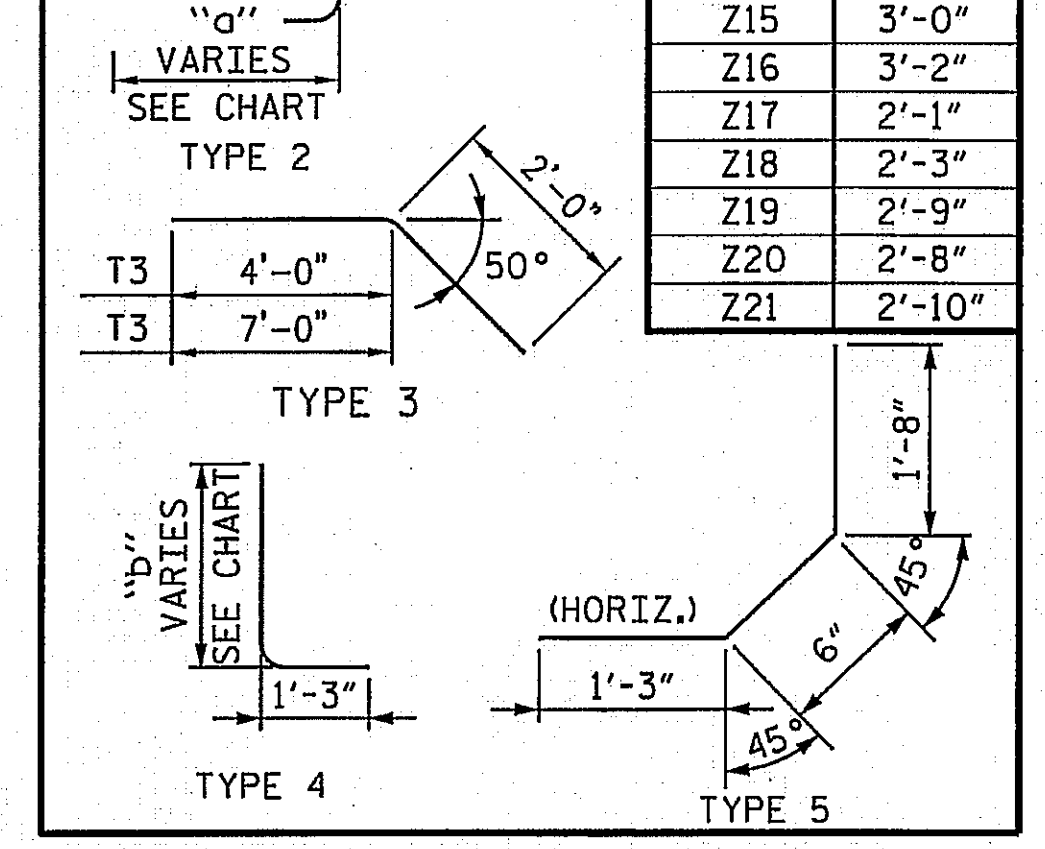 "a"
VARIES
SEE CHART
TYPE 2
Z15 3'-0"
Z16 3'-2"
Z17 2'-1"
Z18 2'-3"
Z19 2'-9"
Z20 2'-8"
Z21 2'-10"
2'-0"
50°
T3 4'-0"
T3 7'-0"
TYPE 3
"b"
VARIES
SEE CHART
1'-3"
TYPE 4
1'-8"
45°
(HORIZ.)
6"
1'-3"
45°
TYPE 5